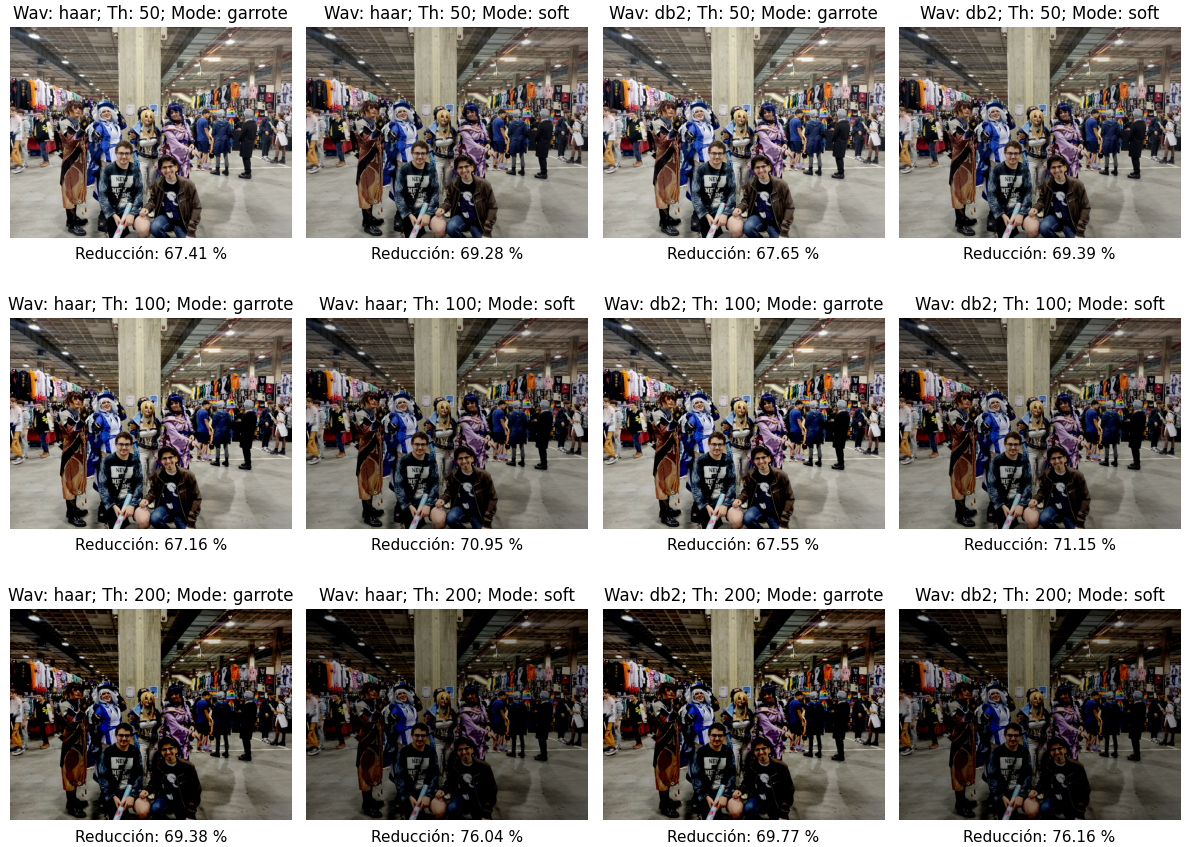 Wav: haar; Th: 50; Mode: garrote
Wav: haar; Th: 50; Mode: soft
Wav: db2; Th: 50; Mode: garrote
Wav: db2; Th: 50; Mode: soft
Reducción: 67.41 %
Reducción: 69.28 %
Reducción: 67.65 %
Reducción: 69.39 %
Wav: haar; Th: 100; Mode: garrote
Wav: haar; Th: 100; Mode: soft
Wav: db2; Th: 100; Mode: garrote
Wav: db2; Th: 100; Mode: soft
Reducción: 67.16 %
Reducción: 70.95 %
Reducción: 67.55 %
Reducción: 71.15 %
Wav: haar; Th: 200; Mode: garrote
Wav: haar; Th: 200; Mode: soft
Wav: db2; Th: 200; Mode: garrote
Wav: db2; Th: 200; Mode: soft
Reducción: 69.38 %
Reducción: 76.04 %
Reducción: 69.77 %
Reducción: 76.16 %